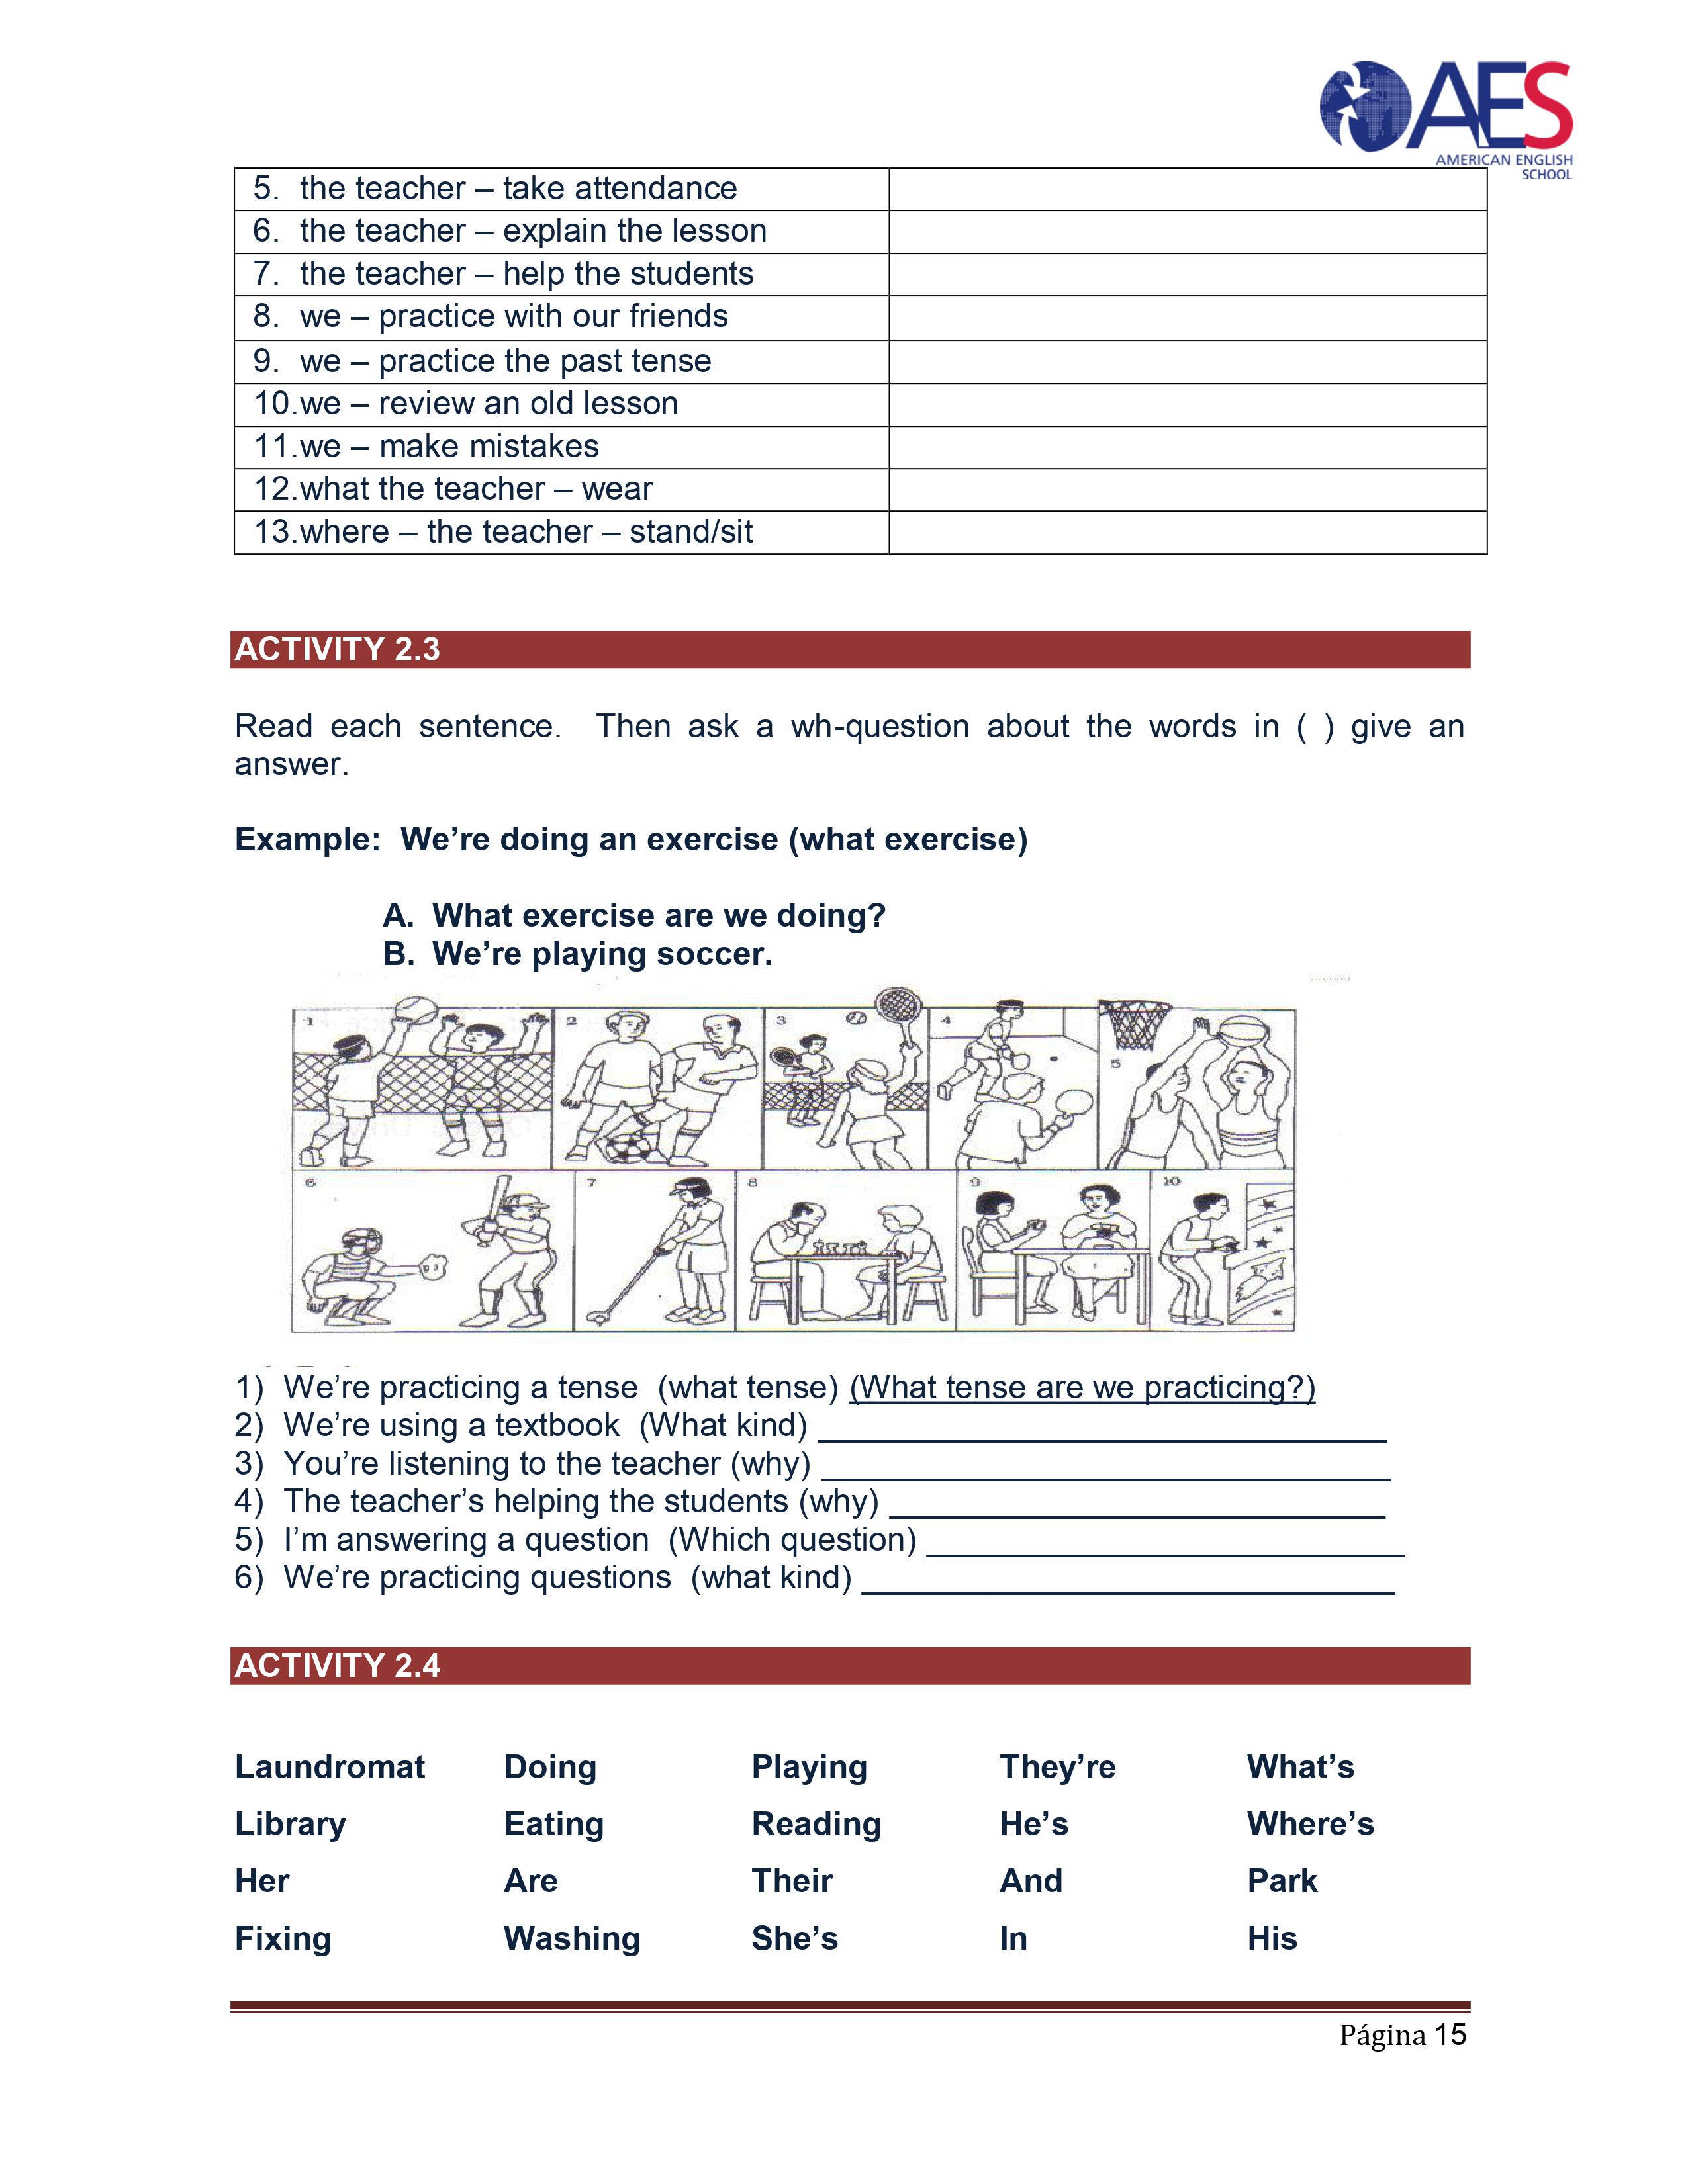 AES
AMERICAN ENGLISH
SCHOOL
5. the teacher – take attendance
6. the teacher – explain the lesson
7. the teacher – help the students
8. we – practice with our friends
9. we – practice the past tense
10.we – review an old lesson
11.we – make mistakes
12.what the teacher – wear
13.where – the teacher – stand/sit
ACTIVITY 2.3
Read each sentence. Then ask a wh-question about the words in ( ) give an
answer.
Example: We’re doing an exercise (what exercise)
A. What exercise are we doing?
B. We’re playing soccer.
1 2 3 4 5
6 7 8 9 10
1) We’re practicing a tense (what tense) (What tense are we practicing?)
2) We’re using a textbook (What kind) ____________________
3) You’re listening to the teacher (why) ____________________
4) The teacher’s helping the students (why) ____________________
5) I’m answering a question (Which question) ____________________
6) We’re practicing questions (what kind) ____________________
ACTIVITY 2.4
Laundromat Doing Playing They’re What’s
Library Eating Reading He’s Where’s
Her Are Their And Park
Fixing Washing She’s In His
Página 15